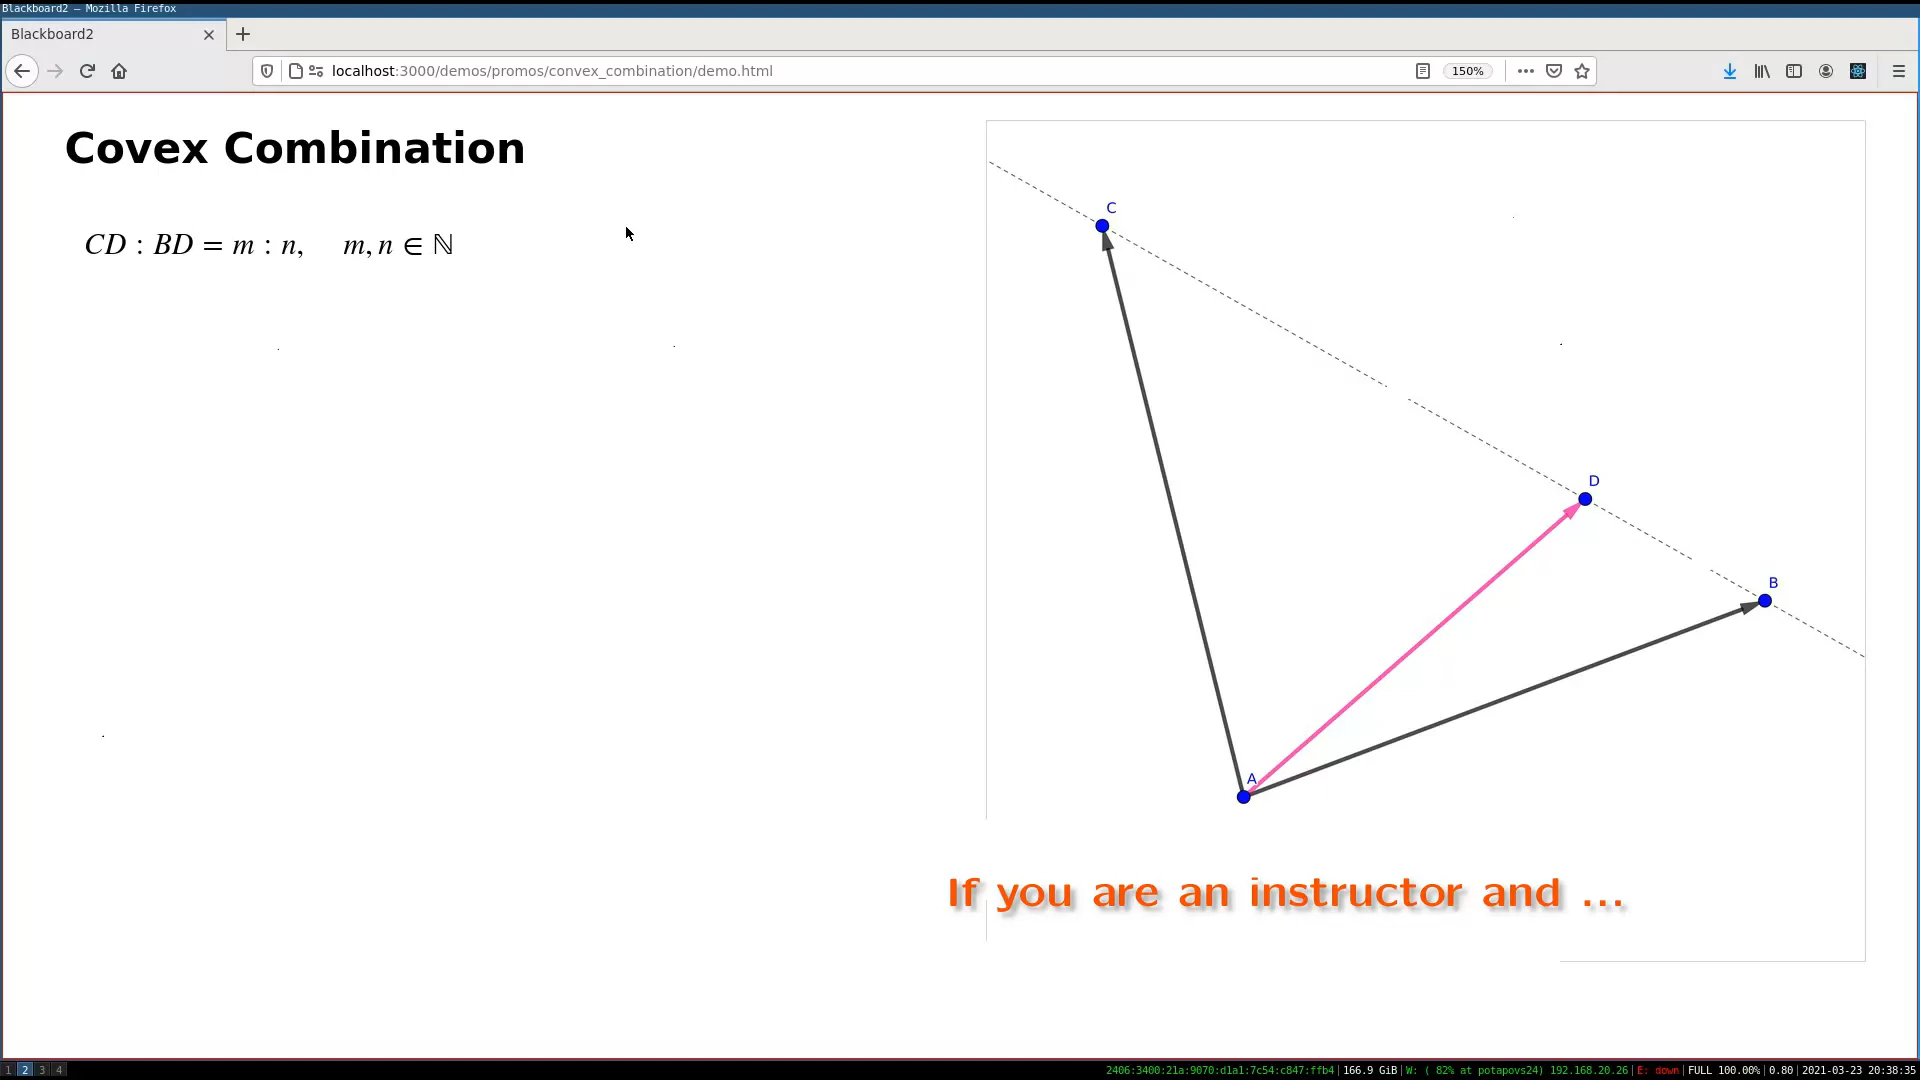 Blackboard2 — Mozilla Firefox
Blackboard2
localhost:3000/demos/promos/convex_combination/demo.html
150%
Covex Combination
CD : BD = m : n, m, n ∈ ℕ
C
D
B
A
If you are an instructor and ...
1 2 3 4
2406:3400:21a:9070:d1a1:7c54:c847:ffb4|166.9 GiB|W: ( 82% at potapovs24) 192.168.20.26|E: down|FULL 100.00%|0.80|2021-03-23 20:38:35